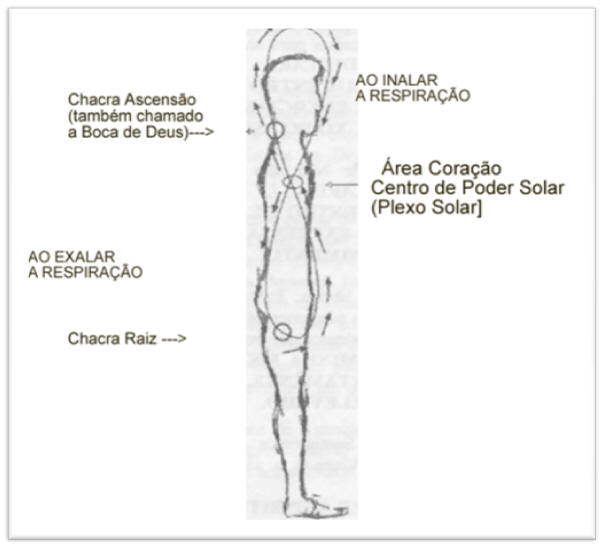 AO INALAR
A RESPIRAÇÃO
Chacra Ascensão
(também chamado
a Boca de Deus)--->
Área Coração
Centro de Poder Solar
(Plexo Solar]
AO EXALAR
A RESPIRAÇÃO
Chacra Raiz --->